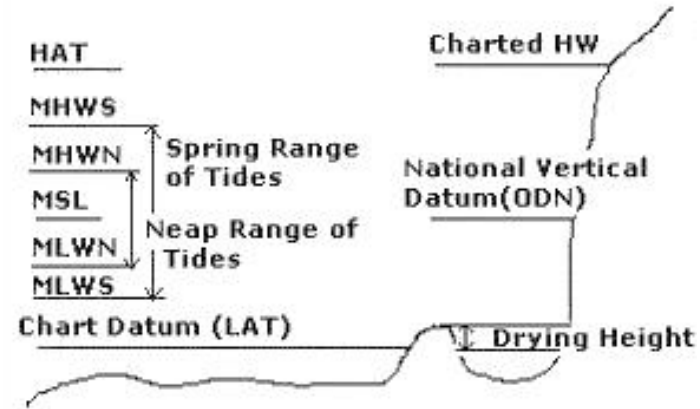 HAT
Charted HW
MHWS
MHWN
Spring Range
of Tides
National Vertical
Datum(ODN)
MSL
Neap Range of
Tides
MLWN
MLWS
Chart Datum (LAT)
Drying Height